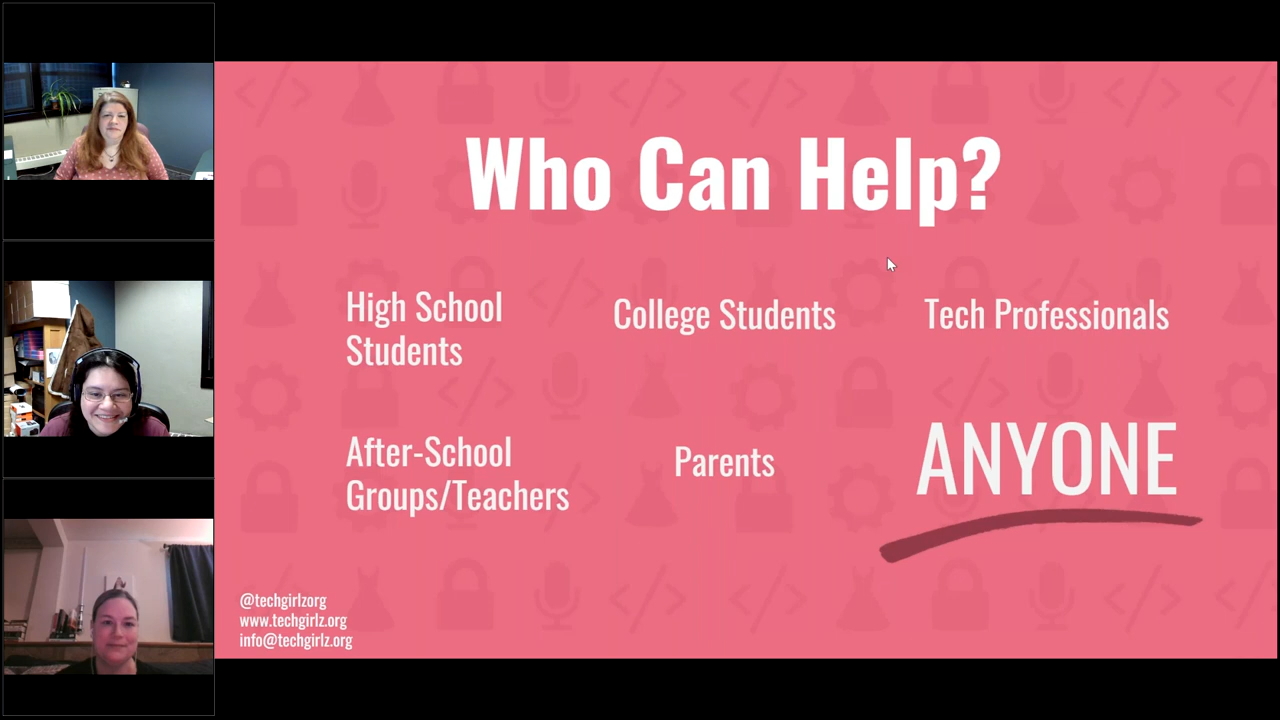 Who Can Help?
High School
Students
College Students
Tech Professionals
After-School
Groups/Teachers
Parents
ANYONE
@techgirlzorg
www.techgirlz.org
info@techgirlz.org